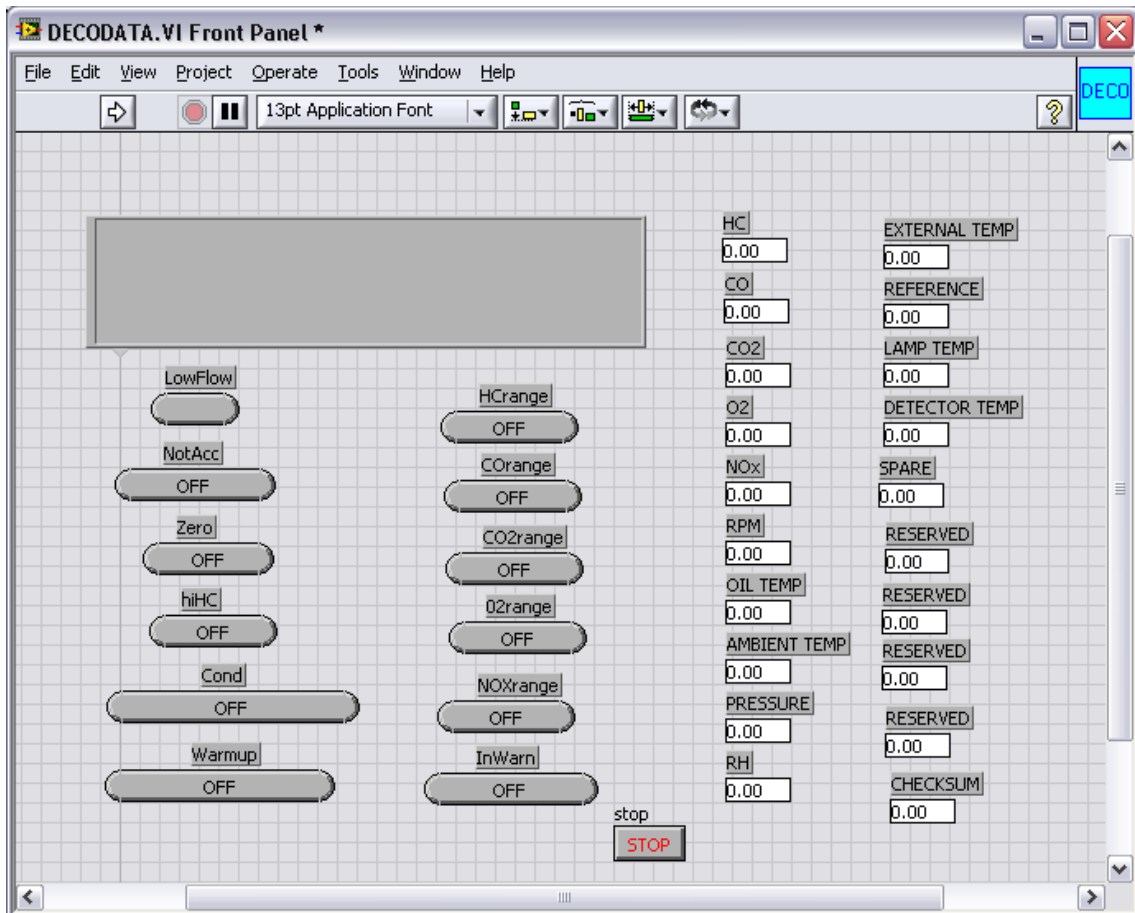 DECODATA.VI Front Panel *
File Edit View Project Operate Tools Window Help
13pt Application Font
?
DECO
LowFlow
NotAcc
OFF
Zero
OFF
hiHC
OFF
Cond
OFF
Warmup
OFF
HCrange
OFF
COrange
OFF
CO2range
OFF
02range
OFF
NOXrange
OFF
InWarn
OFF
stop
STOP
HC
0.00
CO
0.00
CO2
0.00
O2
0.00
NOx
0.00
RPM
0.00
OIL TEMP
0.00
AMBIENT TEMP
0.00
PRESSURE
0.00
RH
0.00
EXTERNAL TEMP
0.00
REFERENCE
0.00
LAMP TEMP
0.00
DETECTOR TEMP
0.00
SPARE
0.00
RESERVED
0.00
RESERVED
0.00
RESERVED
0.00
RESERVED
0.00
CHECKSUM
0.00